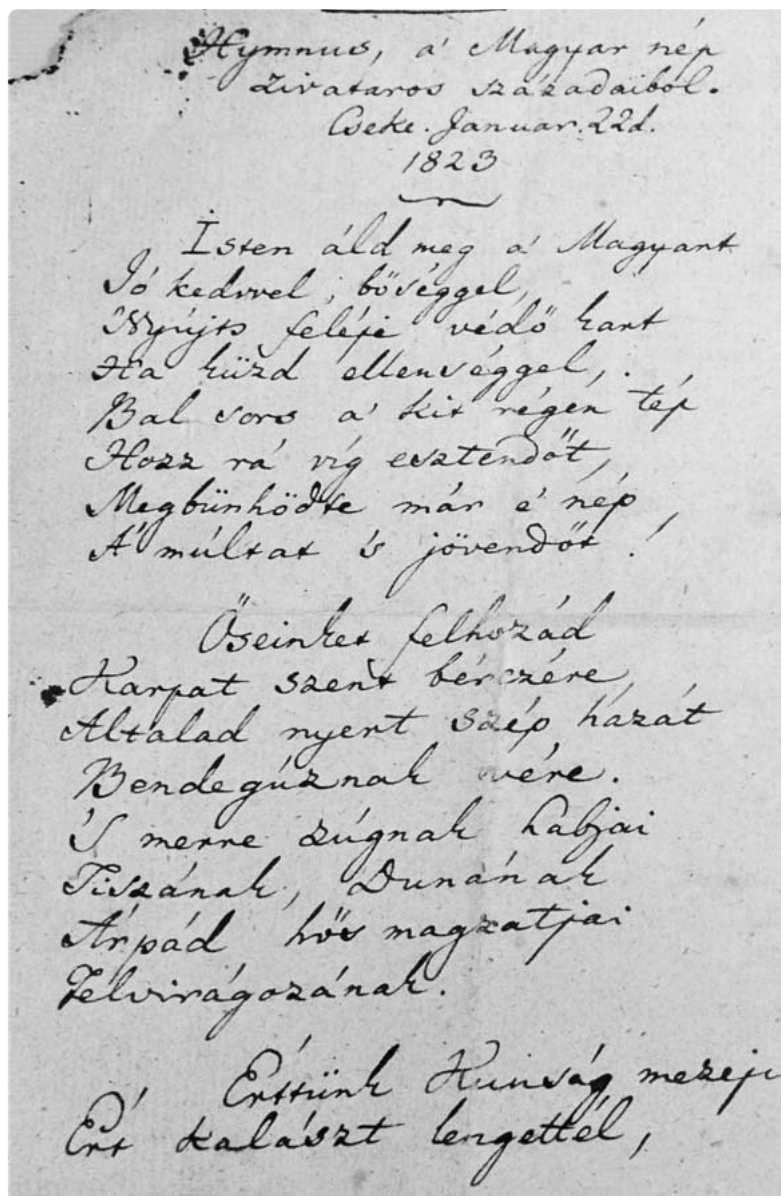 Hymnus, a' Magyar nép
zivataros századaiból.
Cseke. Januar. 22d.
1823
Isten áld meg a' Magyart
Jó kedvvel, bőséggel,
Nyújts feléje védő kart
Ha küzd ellenséggel,
Bal sors a' kit régen tép
Hozz rá víg esztendőt,
Megbünhödte már e' nép
A' múltat 's jövendőt!
Őseinket felhozád
Kárpat szent bérczére
Általad nyert szép hazát
Bendegúznak vére.
'S merre zúgnak habjai
Tiszának, Dunának
Árpád hős magzatjai
Felvirágozának.
Értünk Kunság mezejin
Ért kalászt lengettél,